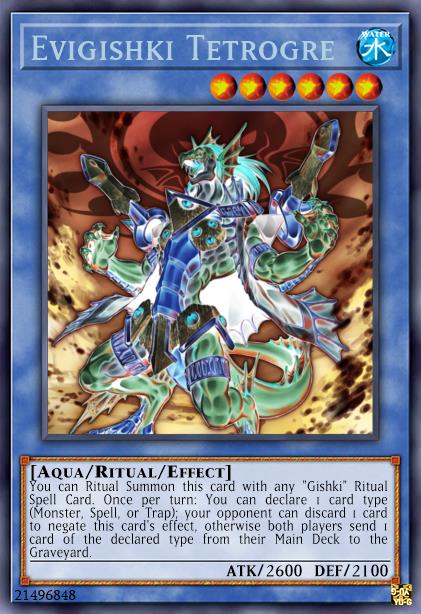 Evigishki Tetrogre
WATER
水
[Aqua/Ritual/Effect]
You can Ritual Summon this card with any "Gishki" Ritual
Spell Card. Once per turn: You can declare 1 card type
(Monster, Spell, or Trap); your opponent can discard 1 card
to negate this card's effect, otherwise both players send 1
card of the declared type from their Main Deck to the
Graveyard.
ATK/2600 DEF/2100
21496848